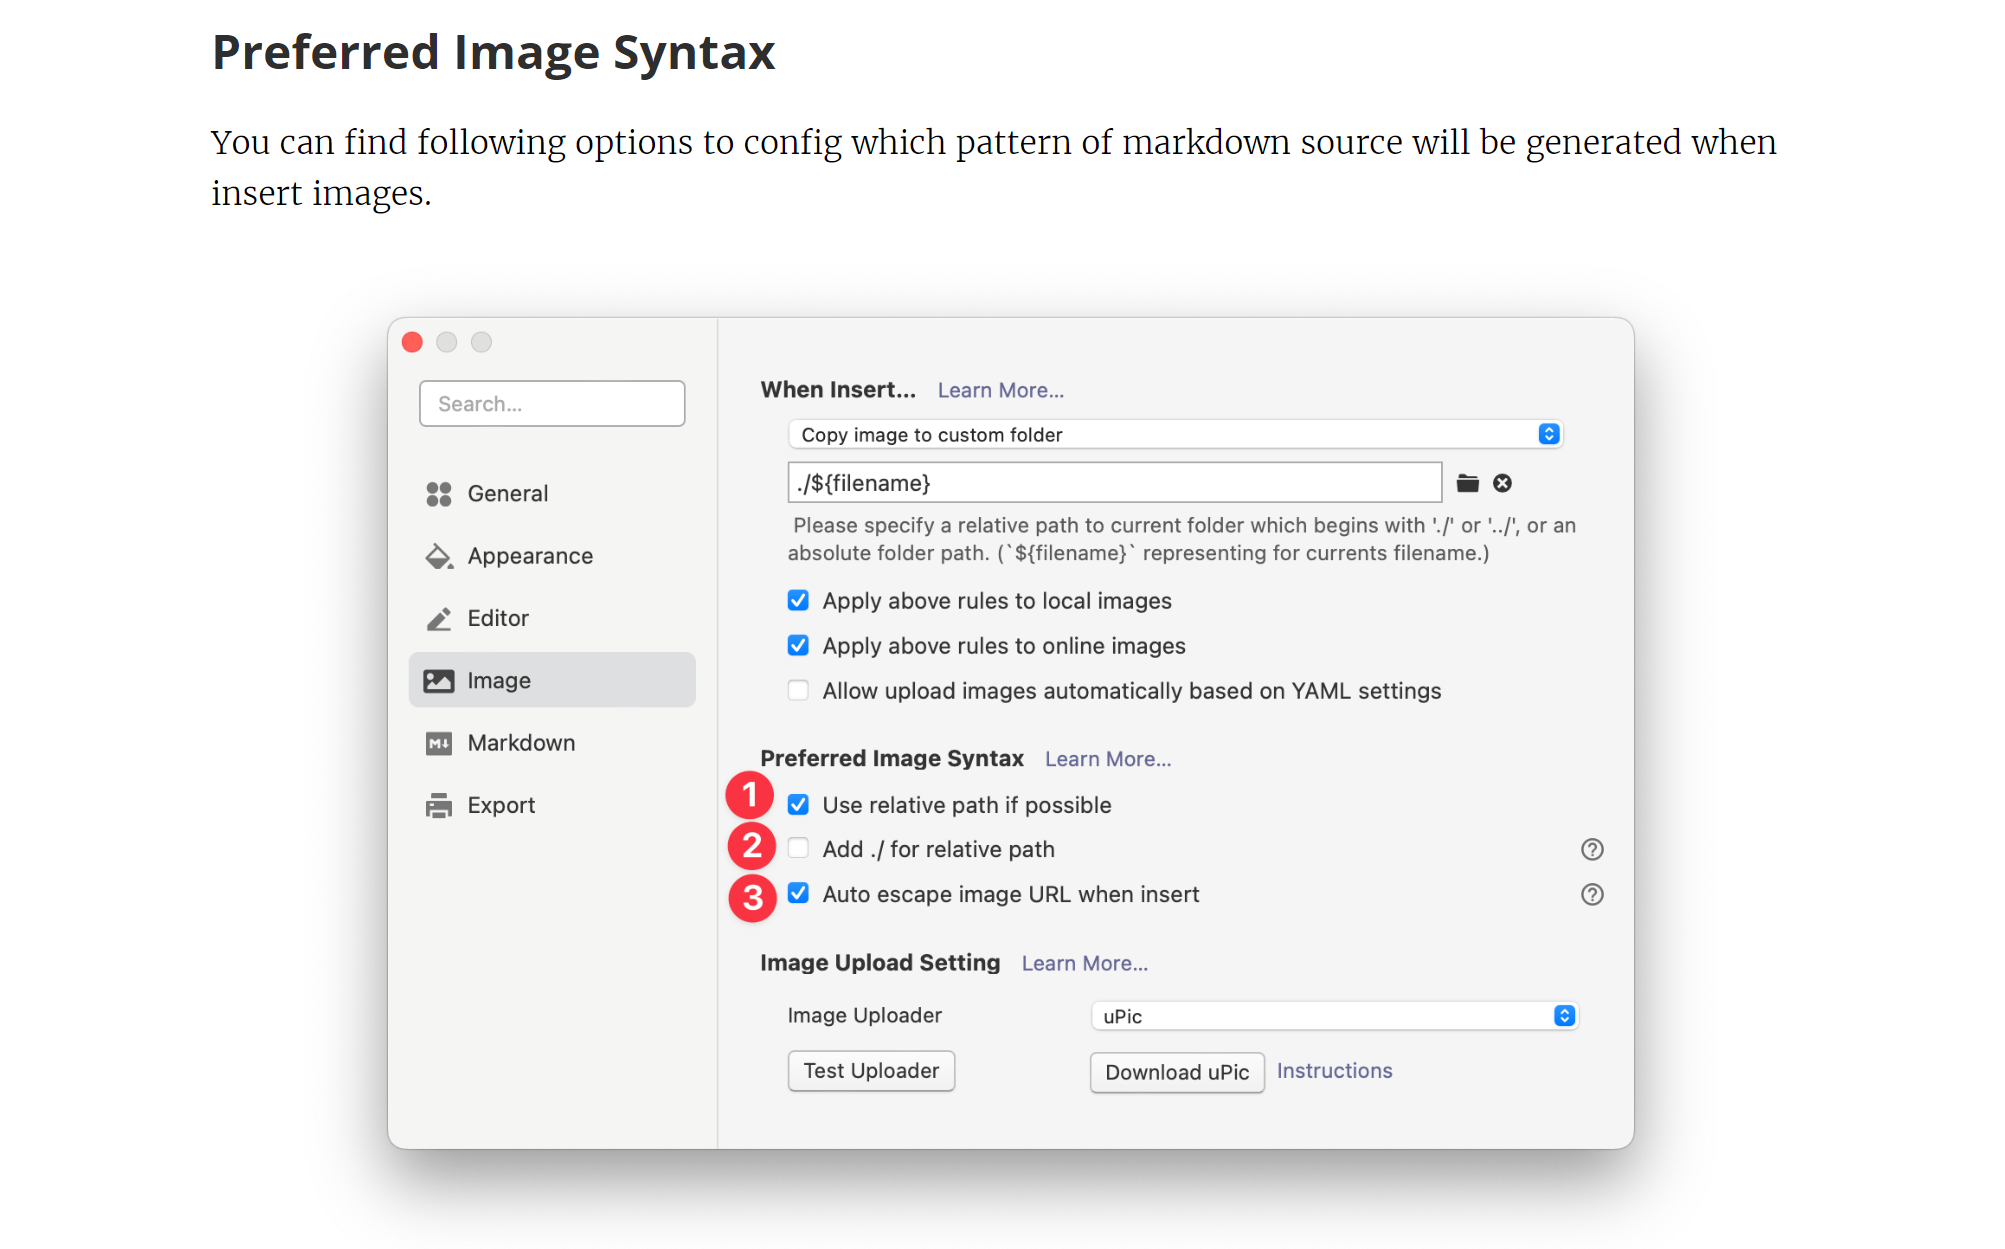 Preferred Image Syntax
You can find following options to config which pattern of markdown source will be generated when
insert images.
Search...
General
Appearance
Editor
Image
Markdown
Export
When Insert... Learn More...
Copy image to custom folder
./${filename}
Please specify a relative path to current folder which begins with './' or '../', or an
absolute folder path. (`${filename}` representing for currents filename.)
Apply above rules to local images
Apply above rules to online images
Allow upload images automatically based on YAML settings
Preferred Image Syntax Learn More...
1 Use relative path if possible
2 Add ./ for relative path ?
3 Auto escape image URL when insert ?
Image Upload Setting Learn More...
Image Uploader uPic
Test Uploader Download uPic Instructions